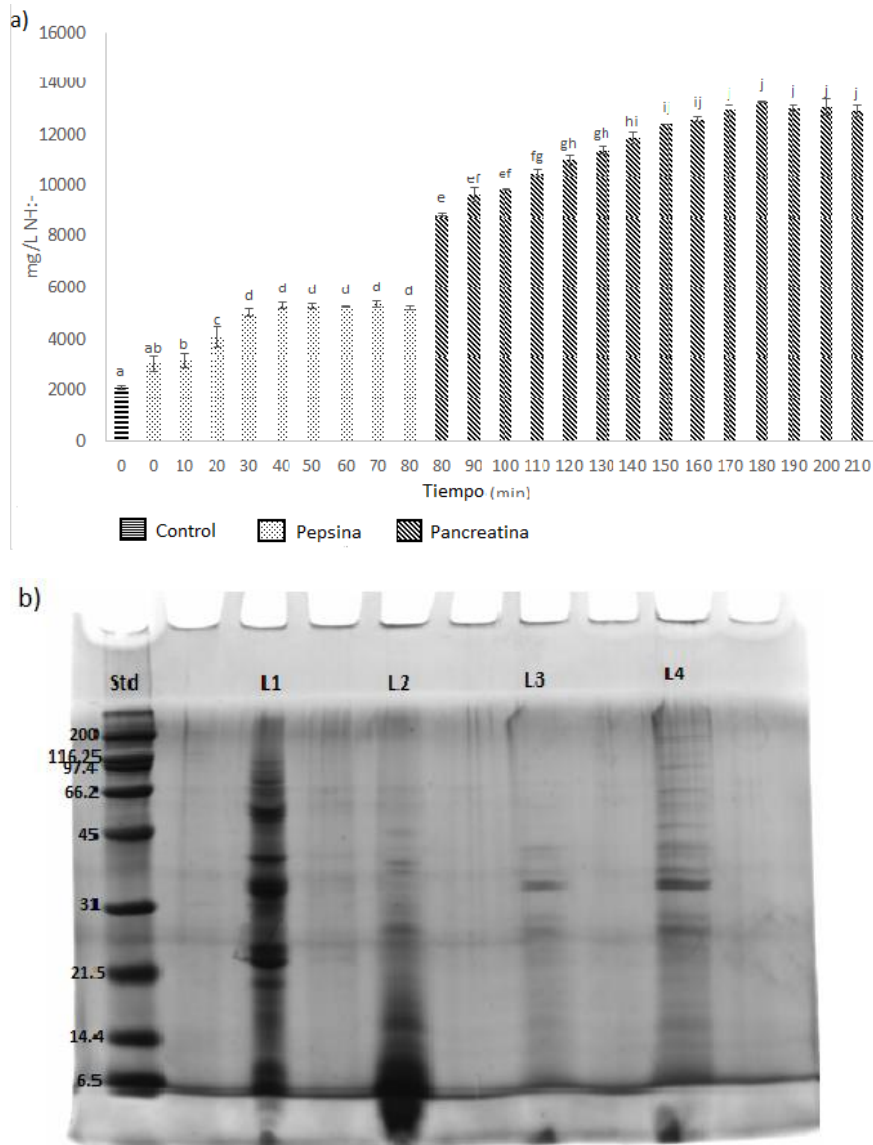 a)
16000
14000
12000
10000
8000
6000
4000
2000
0
mg/L NH:-
a ab b c d d d d d d e ef ef fg gh gh hi ij ij j j j j j
0 0 10 20 30 40 50 60 70 80 80 90 100 110 120 130 140 150 160 170 180 190 200 210
Tiempo (min)
Control Pepsina Pancreatina
b)
Std L1 L2 L3 L4
200
116.25
97.4
66.2
45
31
21.5
14.4
6.5